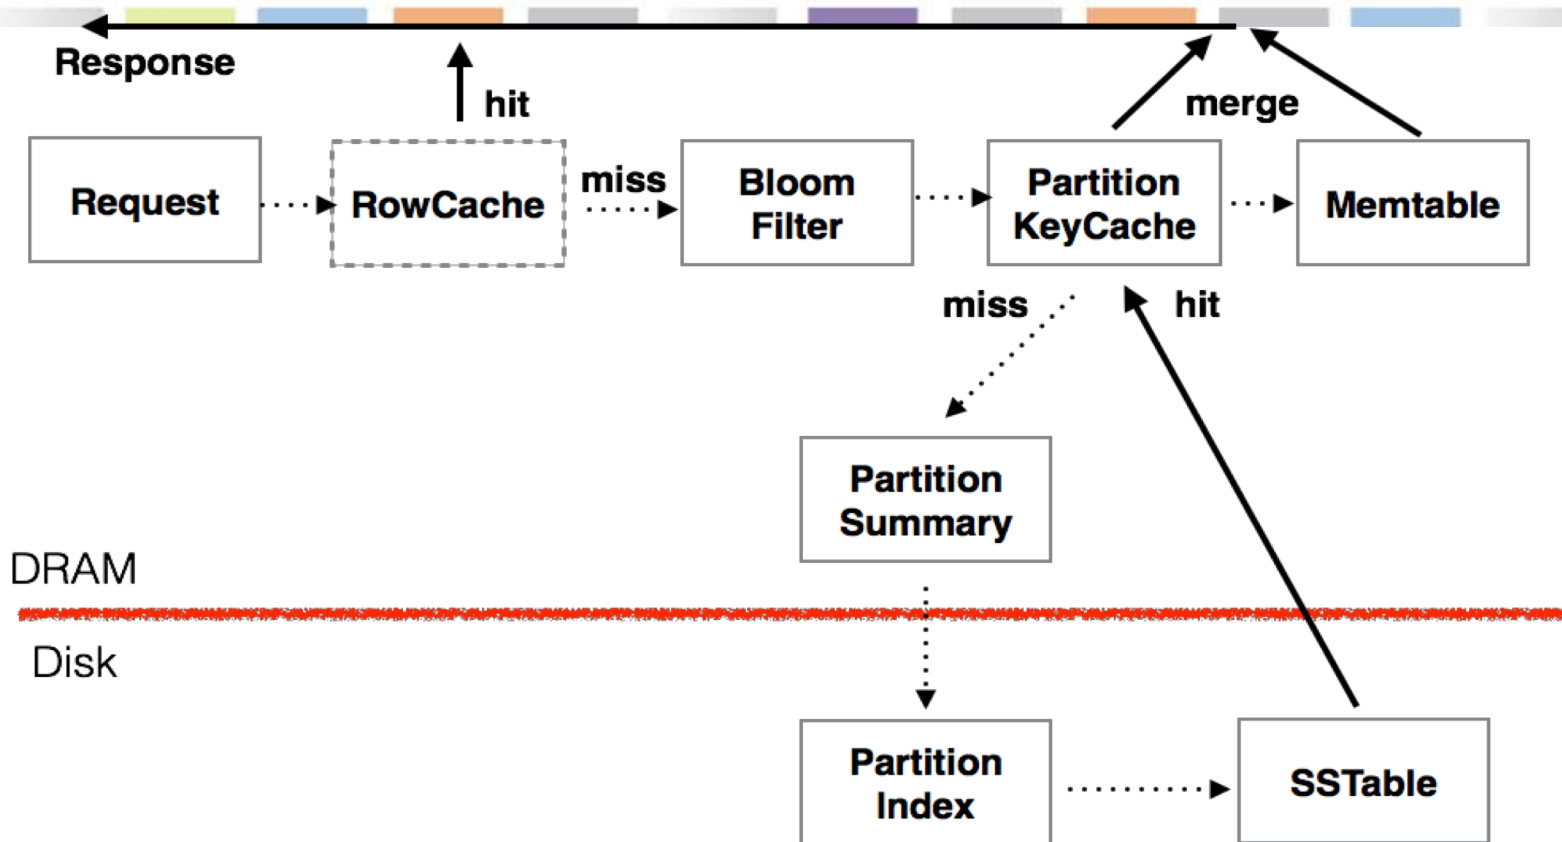 Response
hit
merge
Request
RowCache
miss
Bloom
Filter
Partition
KeyCache
Memtable
miss
hit
Partition
Summary
DRAM
Disk
Partition
Index
SSTable